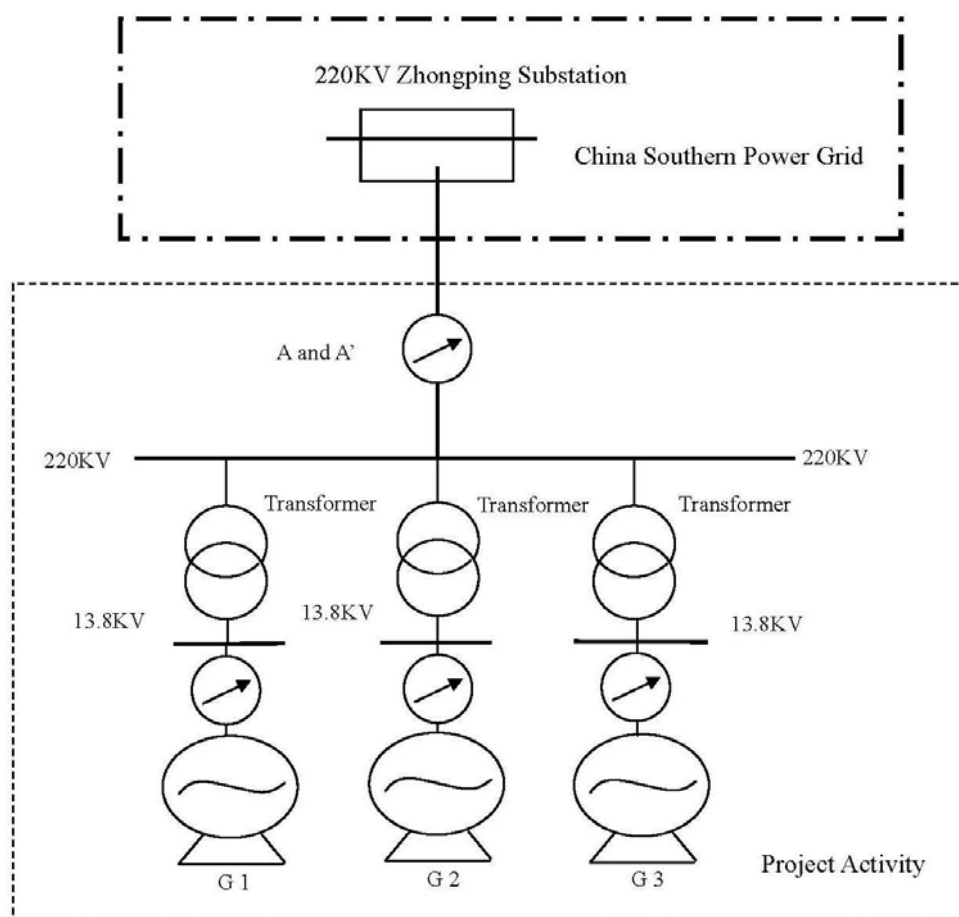 220KV Zhongping Substation
China Southern Power Grid
A and A’
220KV
220KV
Transformer
Transformer
Transformer
13.8KV
13.8KV
13.8KV
G 1
G 2
G 3
Project Activity